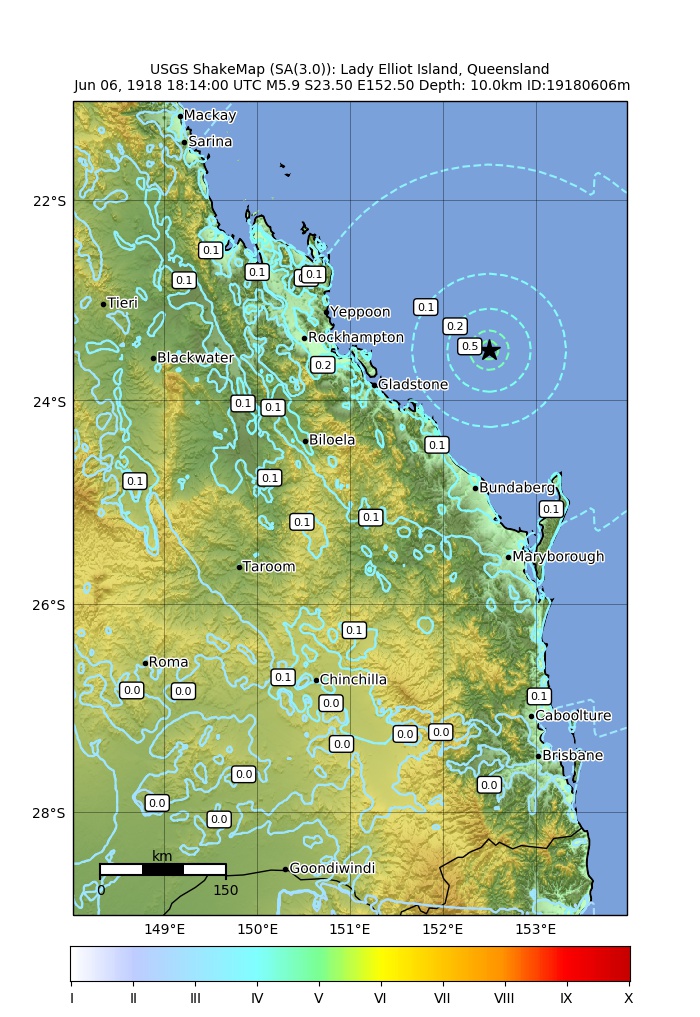 USGS ShakeMap (SA(3.0)): Lady Elliot Island, Queensland
Jun 06, 1918 18:14:00 UTC M5.9 S23.50 E152.50 Depth: 10.0km ID:19180606m
Mackay
Sarina
22°S
0.1
0.1
0.1
0.1
Tieri
0.1
Yeppoon
0.2
Rockhampton
0.5
Blackwater
0.2
Gladstone
24°S
0.1
0.1
Biloela
0.1
0.1
0.1
Bundaberg
0.1
0.1
0.1
Maryborough
Taroom
26°S
0.1
Roma
0.1
Chinchilla
0.0
0.0
0.1
0.0
Caboolture
0.0
0.0
0.0
Brisbane
0.0
0.0
0.0
28°S
0.0
km
Goondiwindi
0
150
149°E
150°E
151°E
152°E
153°E
I
II
III
IV
V
VI
VII
VIII
IX
X